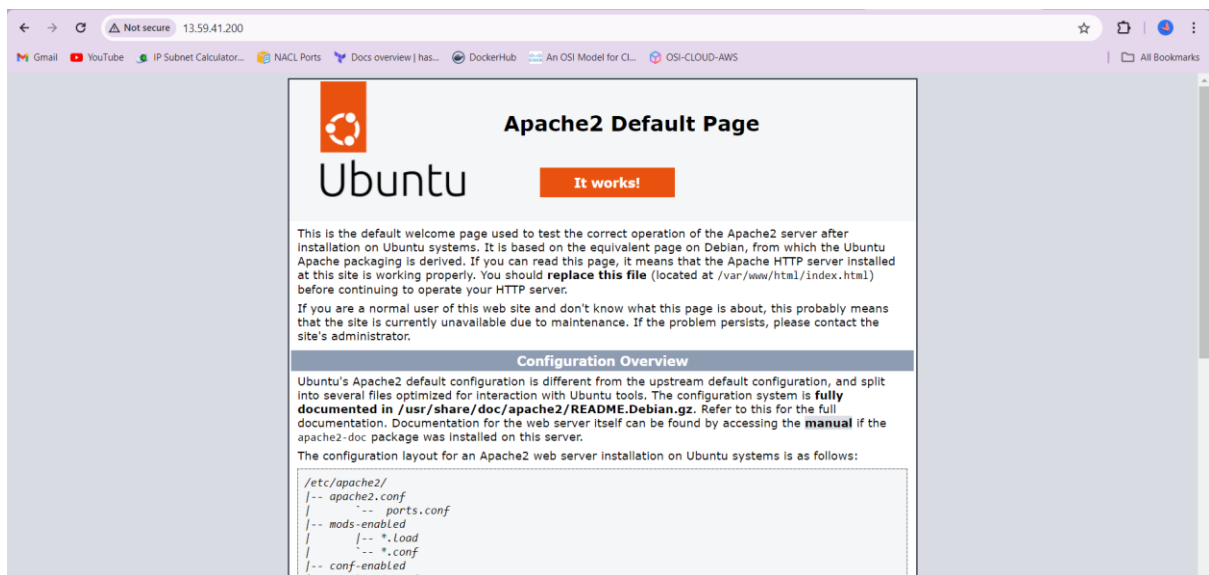 Not secure 13.59.41.200
Gmail YouTube IP Subnet Calculator... NACL Ports Docs overview | has... DockerHub An OSI Model for Cl... OSI-CLOUD-AWS All Bookmarks
Apache2 Default Page
Ubuntu
It works!
This is the default welcome page used to test the correct operation of the Apache2 server after
installation on Ubuntu systems. It is based on the equivalent page on Debian, from which the Ubuntu
Apache packaging is derived. If you can read this page, it means that the Apache HTTP server installed
at this site is working properly. You should replace this file (located at /var/www/html/index.html)
before continuing to operate your HTTP server.
If you are a normal user of this web site and don't know what this page is about, this probably means
that the site is currently unavailable due to maintenance. If the problem persists, please contact the
site's administrator.
Configuration Overview
Ubuntu's Apache2 default configuration is different from the upstream default configuration, and split
into several files optimized for interaction with Ubuntu tools. The configuration system is fully
documented in /usr/share/doc/apache2/README.Debian.gz. Refer to this for the full
documentation. Documentation for the web server itself can be found by accessing the manual if the
apache2-doc package was installed on this server.
The configuration layout for an Apache2 web server installation on Ubuntu systems is as follows:
/etc/apache2/
|-- apache2.conf
|       `--  ports.conf
|-- mods-enabled
|       |-- *.load
|       `-- *.conf
|-- conf-enabled